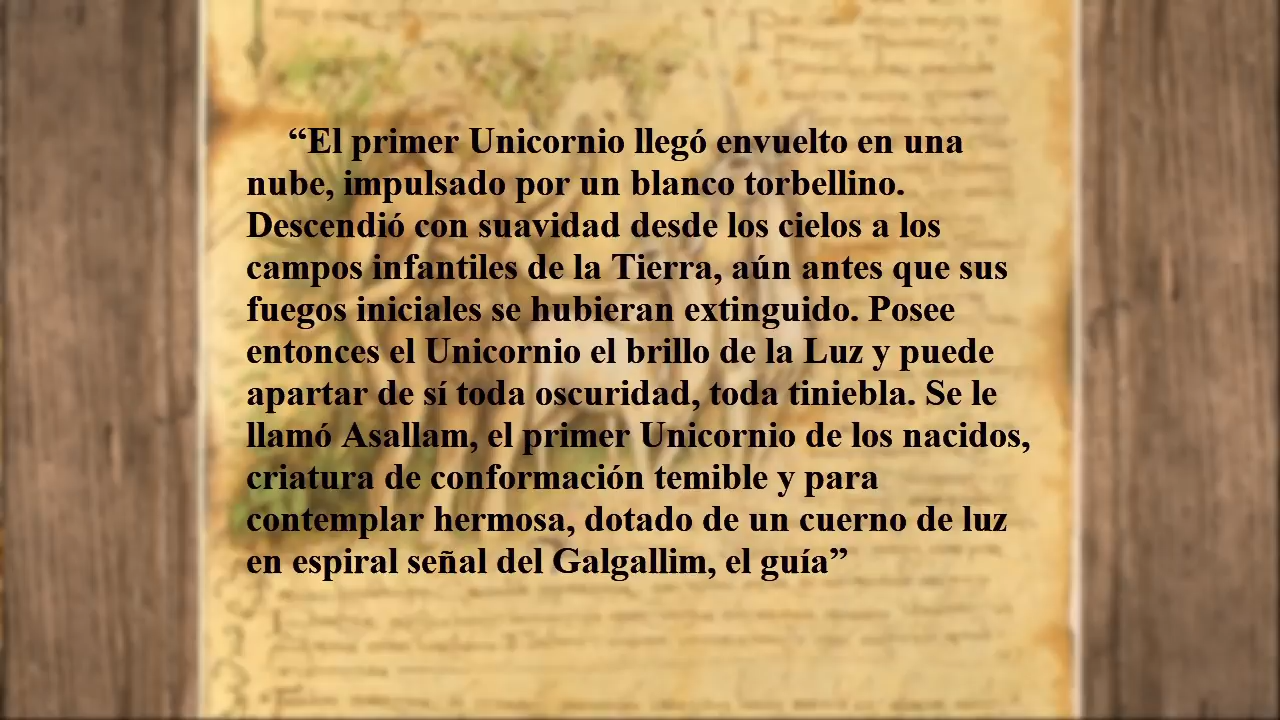 “El primer Unicornio llegó envuelto en una
nube, impulsado por un blanco torbellino.
Descendió con suavidad desde los cielos a los
campos infantiles de la Tierra, aún antes que sus
fuegos iniciales se hubieran extinguido. Posee
entonces el Unicornio el brillo de la Luz y puede
apartar de sí toda oscuridad, toda tiniebla. Se le
llamó Asallam, el primer Unicornio de los nacidos,
criatura de conformación temible y para
contemplar hermosa, dotado de un cuerno de luz
en espiral señal del Galgallim, el guía”